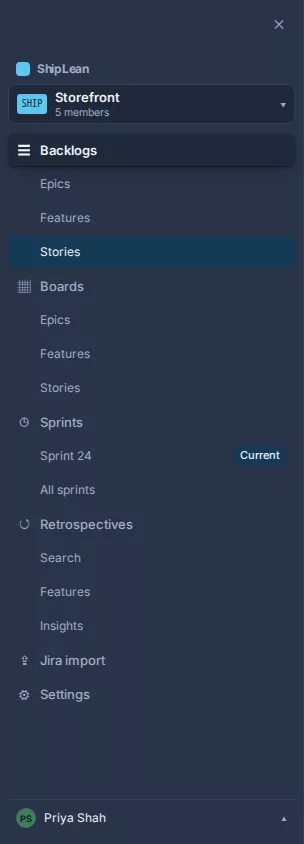 ShipLean
SHIP
Storefront
5 members
Backlogs
Epics
Features
Stories
Boards
Epics
Features
Stories
Sprints
Sprint 24 Current
All sprints
Retrospectives
Search
Features
Insights
Jira import
Settings
PS Priya Shah